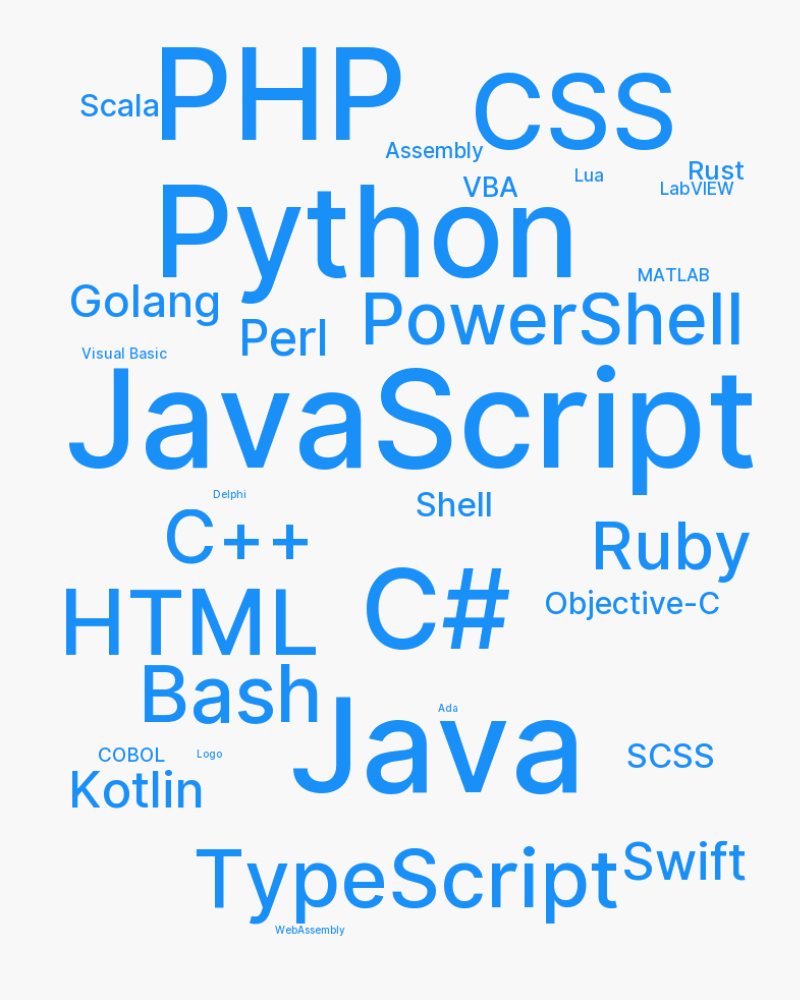 PHP
CSS
Scala
Assembly
Rust
Lua
VBA
LabVIEW
Python
MATLAB
Golang
PowerShell
Perl
Visual Basic
JavaScript
Delphi
Shell
C++
Ruby
Objective-C
C#
HTML
Bash
Ada
Java
COBOL
Logo
SCSS
Kotlin
Swift
TypeScript
WebAssembly